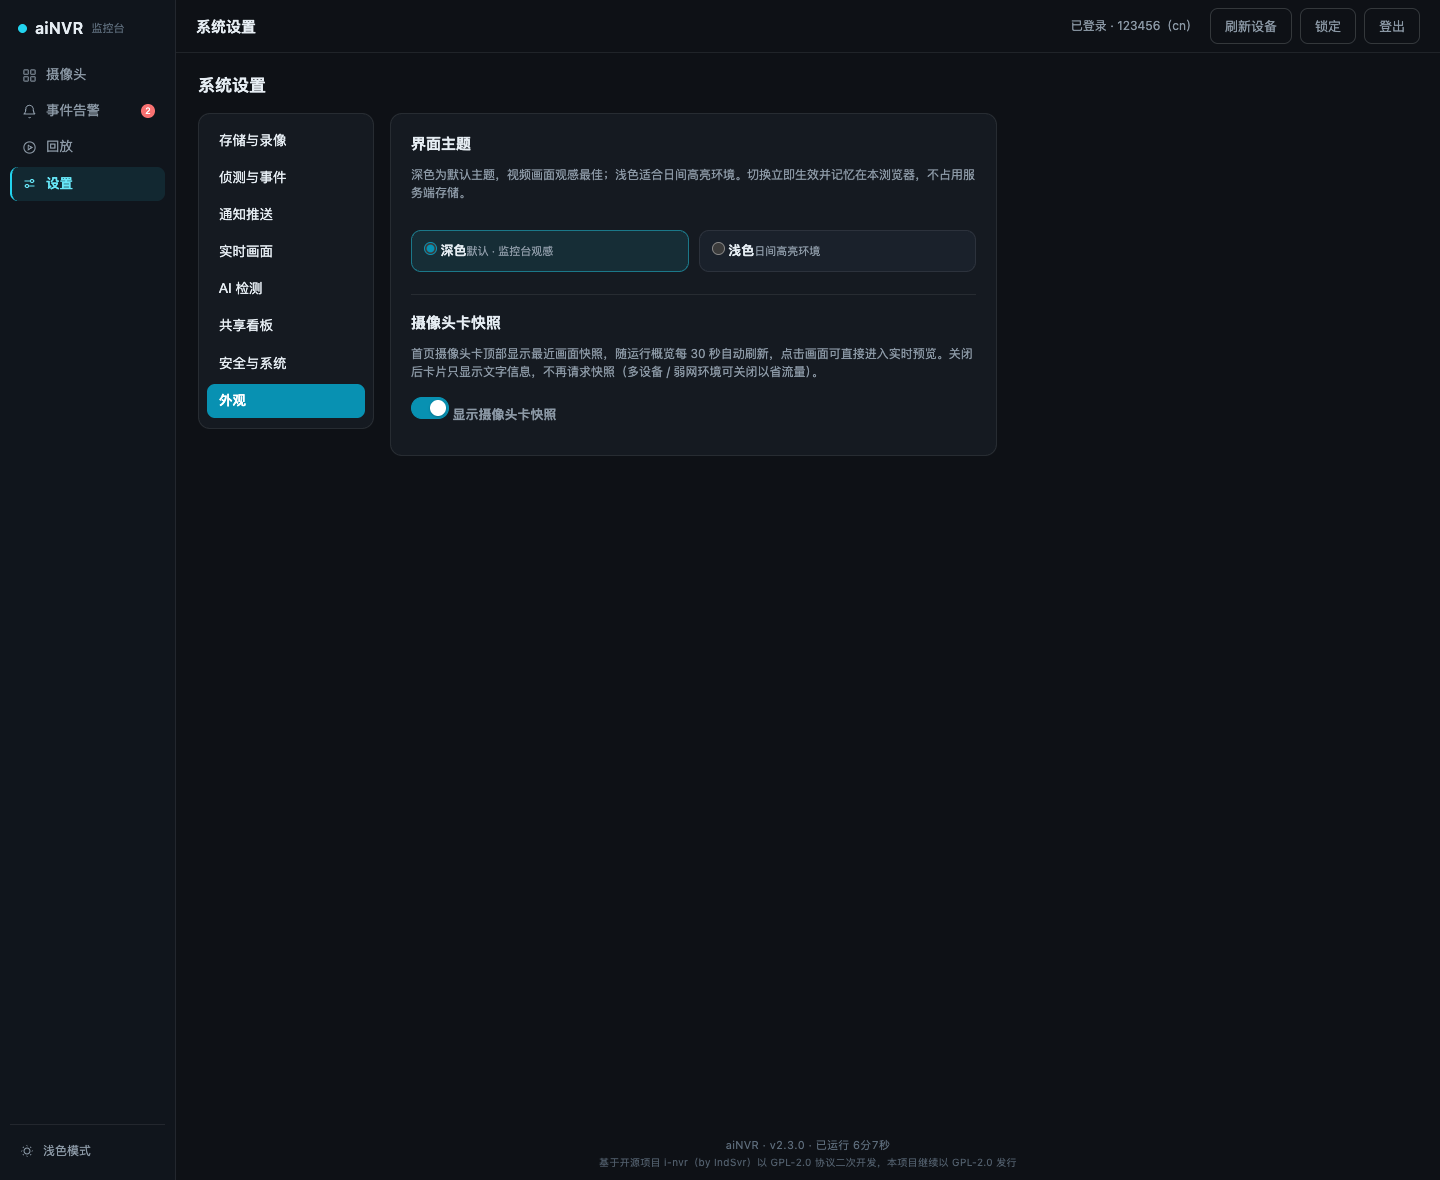 aiNVR 监控台
摄像头
事件告警 2
回放
设置
浅色模式
系统设置
已登录 · 123456（cn）
刷新设备
锁定
登出
系统设置
存储与录像
侦测与事件
通知推送
实时画面
AI 检测
共享看板
安全与系统
外观
界面主题
深色为默认主题，视频画面观感最佳；浅色适合日间高亮环境。切换立即生效并记忆在本浏览器，不占用服
务端存储。
深色默认 · 监控台观感
浅色日间高亮环境
摄像头卡快照
首页摄像头卡顶部显示最近画面快照，随运行概览每 30 秒自动刷新，点击画面可直接进入实时预览。关闭
后卡片只显示文字信息，不再请求快照（多设备 / 弱网环境可关闭以省流量）。
显示摄像头卡快照
aiNVR · v2.3.0 · 已运行 6分7秒
基于开源项目 i-nvr（by IndSvr）以 GPL-2.0 协议二次开发，本项目继续以 GPL-2.0 发行